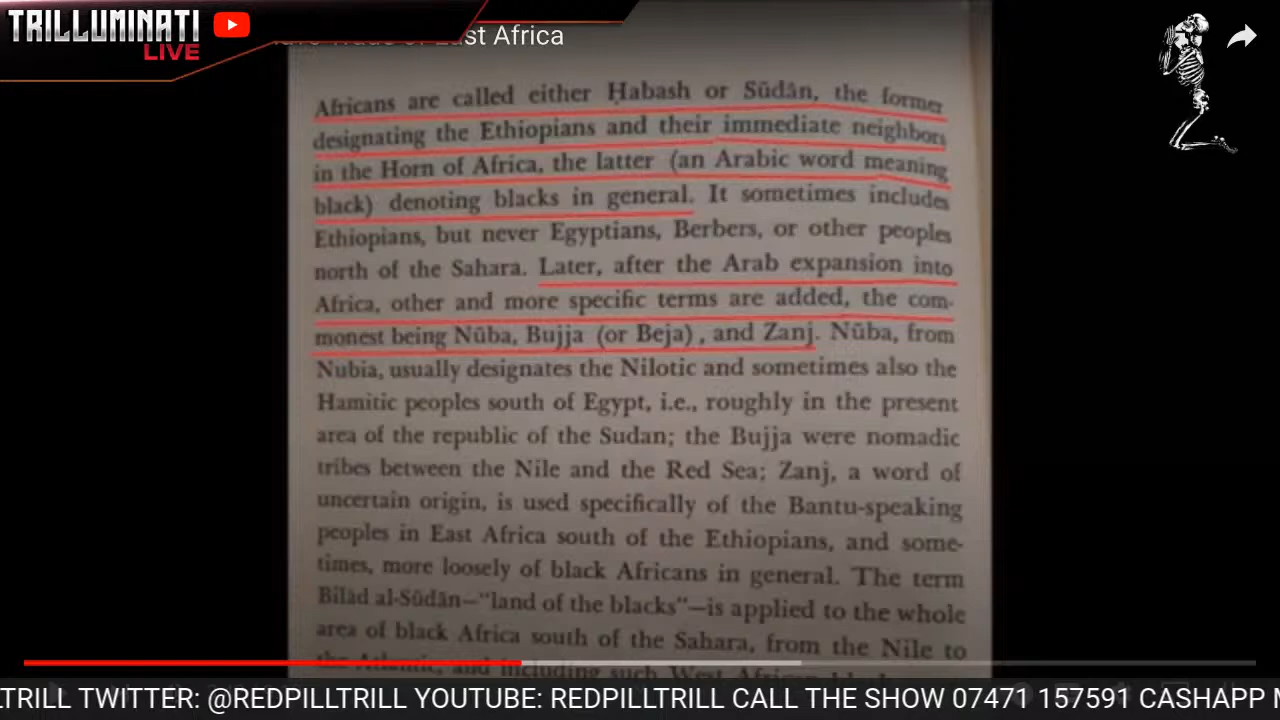 TRILLUMINATI
LIVE
st Africa
Africans are called either Ḥabash or Sūdān, the former
designating the Ethiopians and their immediate neighbors
in the Horn of Africa, the latter (an Arabic word meaning
black) denoting blacks in general. It sometimes includes
Ethiopians, but never Egyptians, Berbers, or other peoples
north of the Sahara. Later, after the Arab expansion into
Africa, other and more specific terms are added, the com-
monest being Nūba, Bujja (or Beja), and Zanj. Nūba, from
Nubia, usually designates the Nilotic and sometimes also the
Hamitic peoples south of Egypt, i.e., roughly in the present
area of the republic of the Sudan; the Bujja were nomadic
tribes between the Nile and the Red Sea; Zanj, a word of
uncertain origin, is used specifically of the Bantu-speaking
peoples in East Africa south of the Ethiopians, and some-
times, more loosely of black Africans in general. The term
Bilād al-Sūdān—"land of the blacks"—is applied to the whole
area of black Africa south of the Sahara, from the Nile to
the Atlantic, and including such West African
LTRILL TWITTER: @REDPILLTRILL YOUTUBE: REDPILLTRILL CALL THE SHOW 07471 157591 CASHAPP M